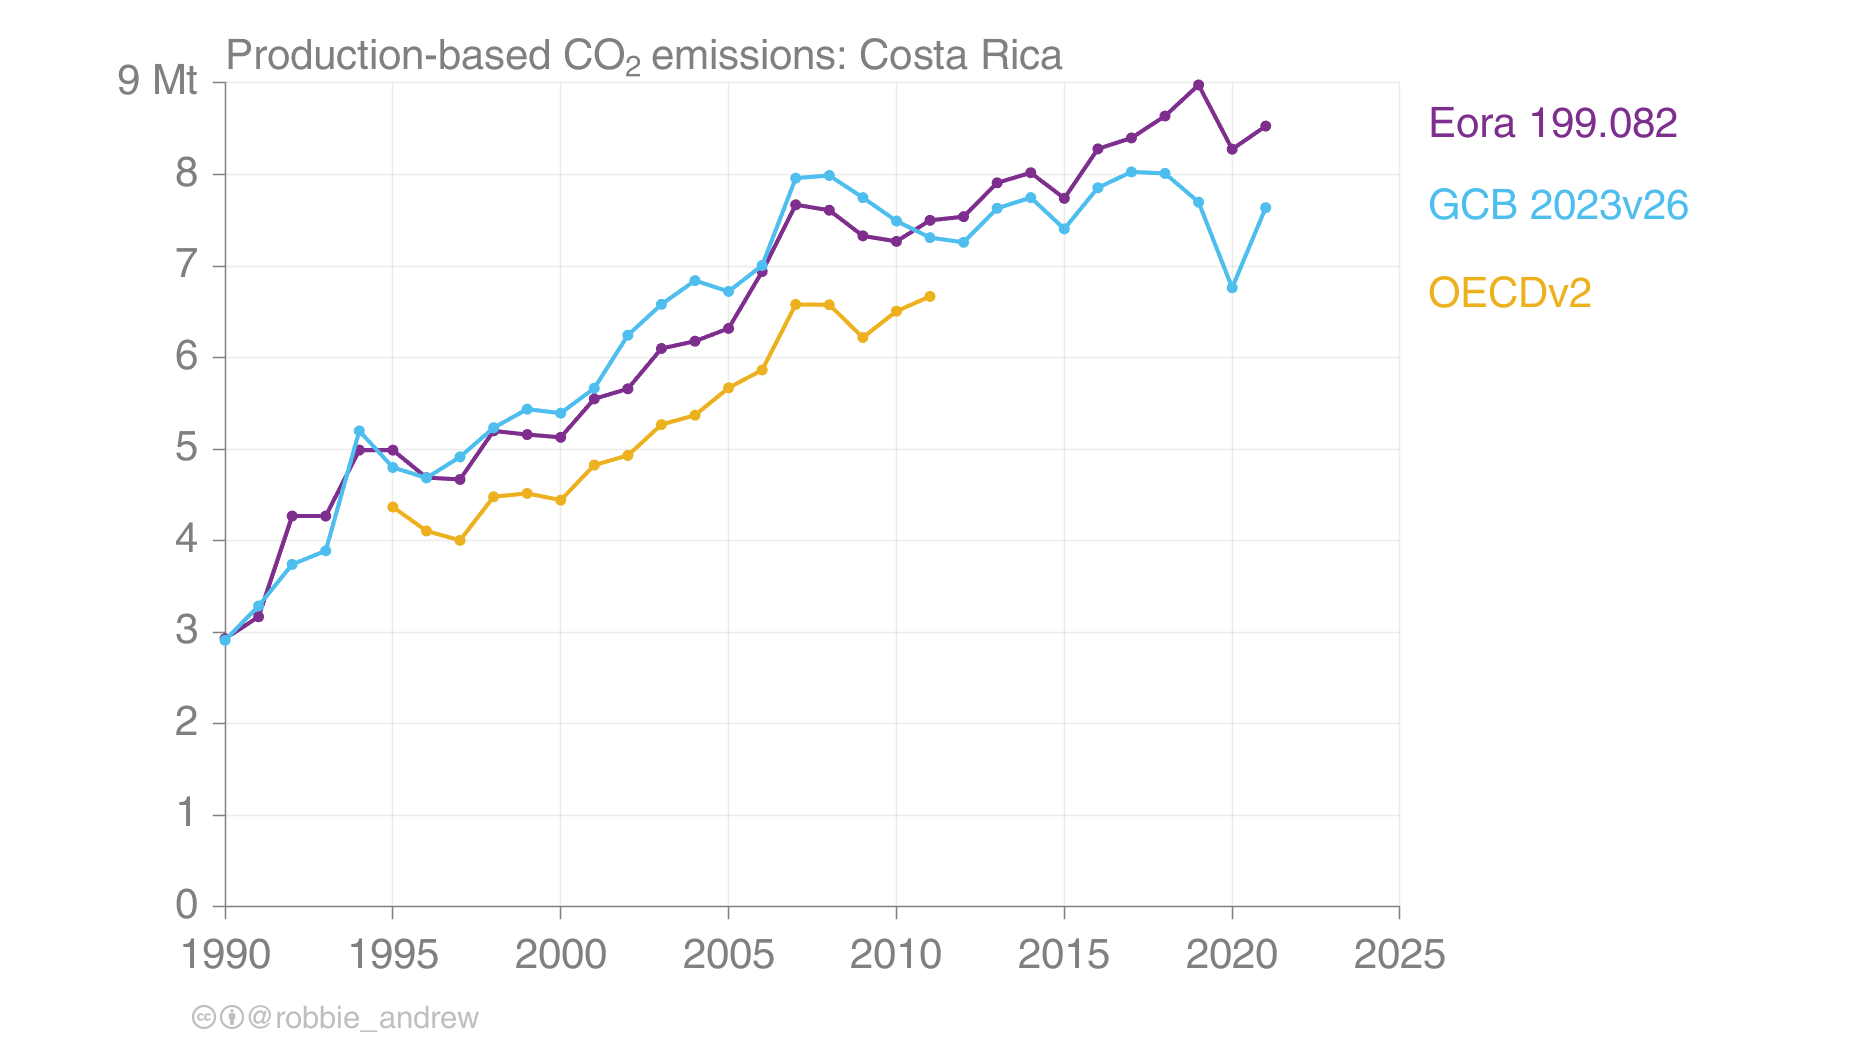 Production-based CO₂ emissions: Costa Rica
9 Mt
8
7
6
5
4
3
2
1
0
1990 1995 2000 2005 2010 2015 2020 2025
Eora 199.082
GCB 2023v26
OECDv2
cc @robbie_andrew